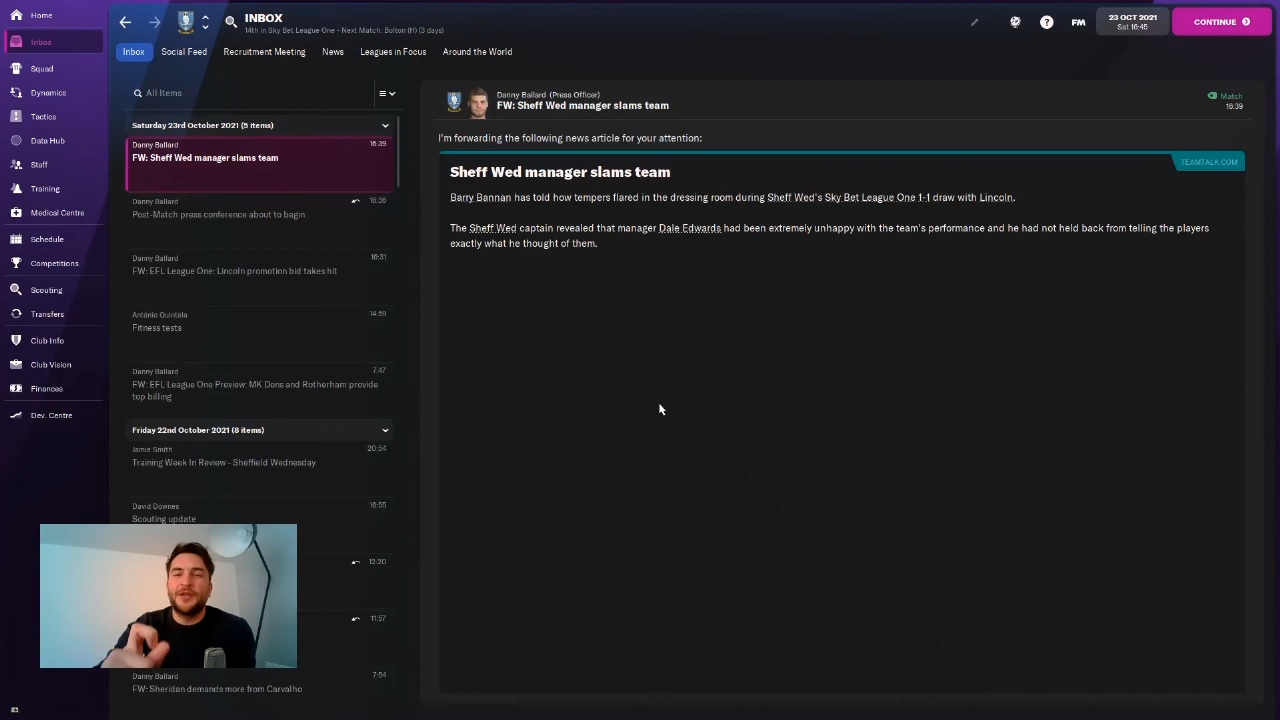 Home
Inbox
Squad
Dynamics
Tactics
Data Hub
Staff
Training
Medical Centre
Schedule
Competitions
Scouting
Transfers
Club Info
Club Vision
Finances
Dev. Centre
INBOX
14th in Sky Bet League One - Next Match: Bolton (H) (3 days)
FM
23 OCT 2021
Sat 16:45
CONTINUE
Inbox
Social Feed
Recruitment Meeting
News
Leagues in Focus
Around the World
All Items
Saturday 23rd October 2021 (5 items)
Danny Ballard 16:39
FW: Sheff Wed manager slams team
Danny Ballard 16:36
Post-Match press conference about to begin
Danny Ballard 16:31
FW: EFL League One: Lincoln promotion bid takes hit
António Quintela 14:59
Fitness tests
Danny Ballard 7:47
FW: EFL League One Preview: MK Dons and Rotherham provide
top billing
Friday 22nd October 2021 (8 items)
Jamie Smith 20:54
Training Week In Review - Sheffield Wednesday
David Downes 16:55
Scouting update
12:20
11:57
Danny Ballard 7:54
FW: Sheridan demands more from Carvalho
Danny Ballard (Press Officer)
FW: Sheff Wed manager slams team
Match
16:39
I'm forwarding the following news article for your attention:
TEAMTALK.COM
Sheff Wed manager slams team
Barry Bannan has told how tempers flared in the dressing room during Sheff Wed's Sky Bet League One 1-1 draw with Lincoln.
The Sheff Wed captain revealed that manager Dale Edwards had been extremely unhappy with the team's performance and he had not held back from telling the players
exactly what he thought of them.